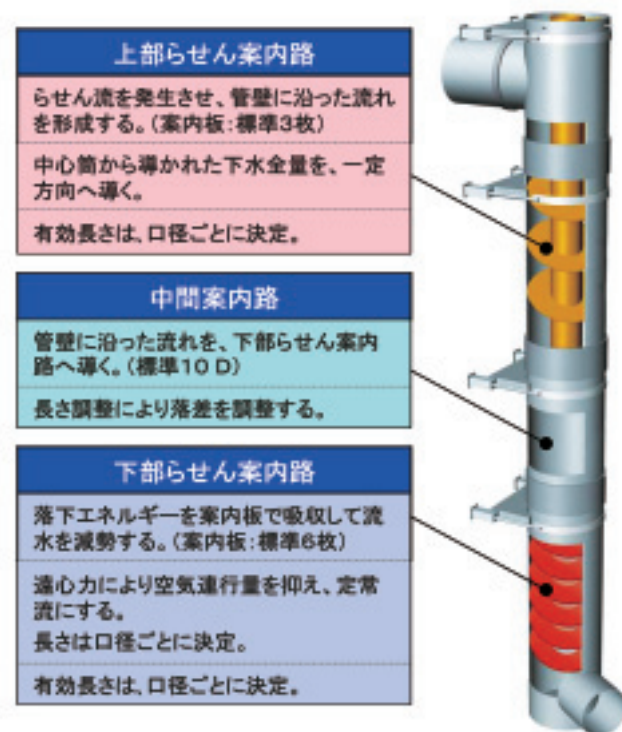 上部らせん案内路
らせん流を発生させ、管壁に沿った流れ
を形成する。(案内板:標準3枚)
中心筒から導かれた下水全量を、一定
方向へ導く。
有効長さは、口径ごとに決定。
中間案内路
管壁に沿った流れを、下部らせん案内
路へ導く。(標準10D)
長さ調整により落差を調整する。
下部らせん案内路
落下エネルギーを案内板で吸収して流
水を減勢する。(案内板:標準6枚)
遠心力により空気連行量を抑え、定常
流にする。
長さは口径ごとに決定。
有効長さは、口径ごとに決定。